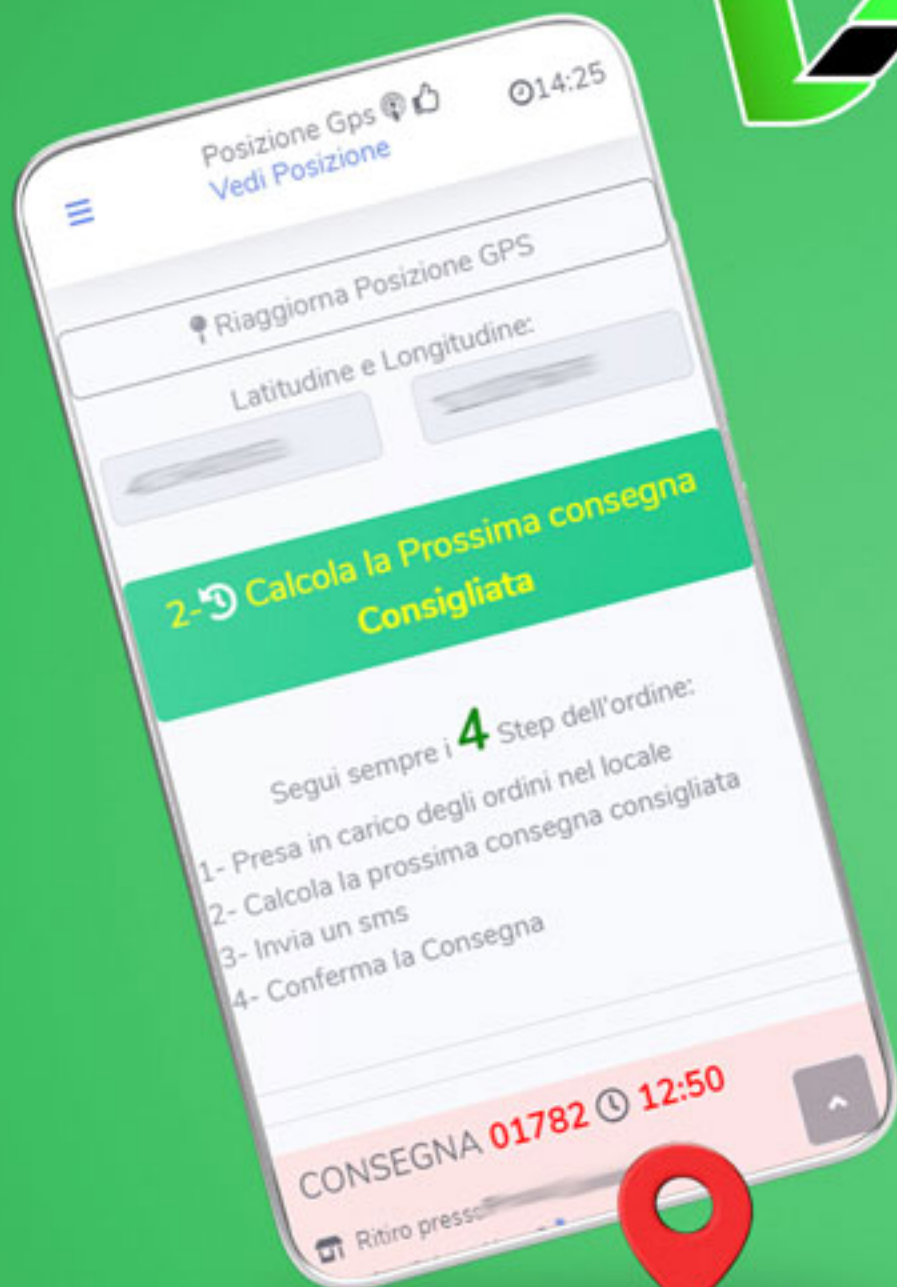 Posizione Gps
14:25
Vedi Posizione
Riaggiorna Posizione GPS
Latitudine e Longitudine:
2- Calcola la Prossima consegna
Consigliata
Segui sempre i 4 Step dell'ordine:
1- Presa in carico degli ordini nel locale
2- Calcola la prossima consegna consigliata
3- Invia un sms
4- Conferma la Consegna
CONSEGNA 01782 12:50
Ritiro presso